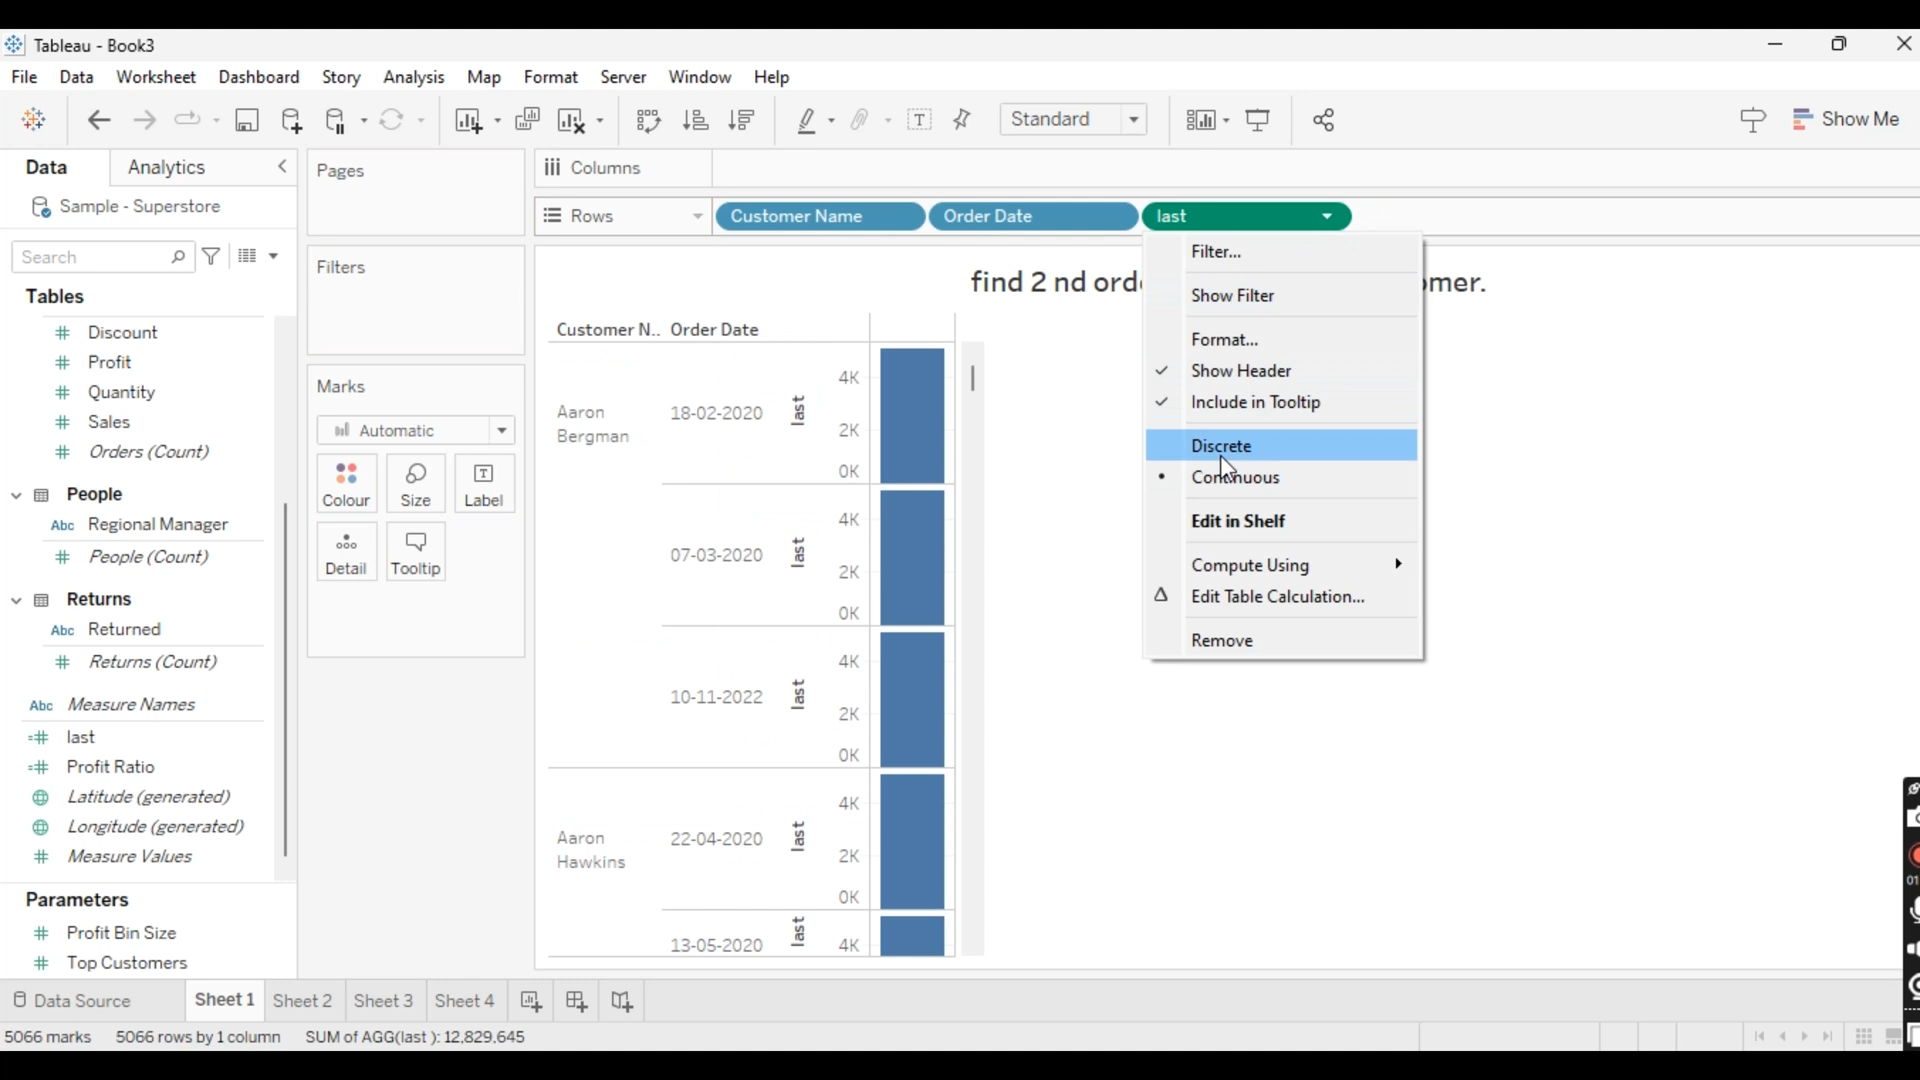 Tableau - Book3
File Data Worksheet Dashboard Story Analysis Map Format Server Window Help
Standard
Show Me
Data Analytics
Sample - Superstore
Search
Tables
Discount
Profit
Quantity
Sales
Orders (Count)
People
Abc Regional Manager
People (Count)
Returns
Abc Returned
Returns (Count)
Abc Measure Names
last
Profit Ratio
Latitude (generated)
Longitude (generated)
Measure Values
Parameters
Profit Bin Size
Top Customers
Pages
Filters
Marks
Automatic
Colour Size Label
Detail Tooltip
Columns
Rows Customer Name Order Date last
find 2 nd
Customer N.. Order Date
Aaron
Bergman
18-02-2020 last 4K
2K
0K
07-03-2020 last 4K
2K
0K
10-11-2022 last 4K
2K
0K
Aaron
Hawkins
22-04-2020 last 4K
2K
0K
13-05-2020 last 4K
Filter...
Show Filter
Format...
Show Header
Include in Tooltip
Discrete
Continuous
Edit in Shelf
Compute Using
Edit Table Calculation...
Remove
Data Source Sheet 1 Sheet 2 Sheet 3 Sheet 4
5066 marks 5066 rows by 1 column SUM of AGG(last ): 12,829,645